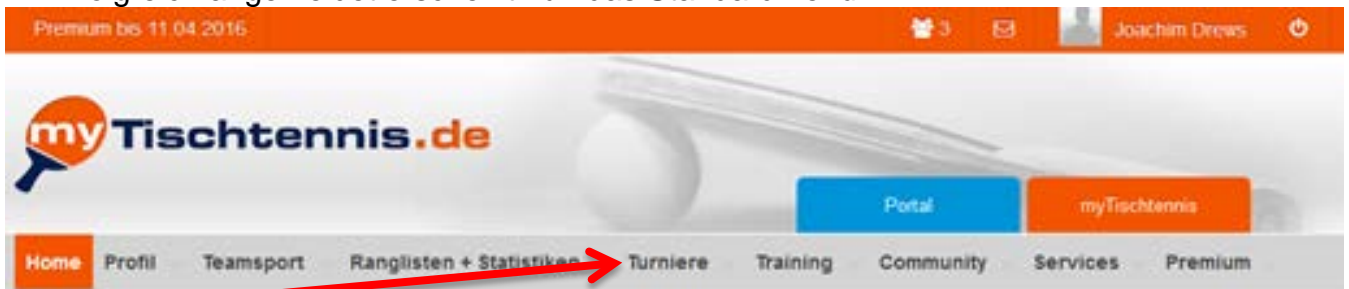 Premium bis 11.04.2016 3 Joachim Drews
myTischtennis.de
Portal myTischtennis
Home Profil Teamsport Ranglisten + Statistiken Turniere Training Community Services Premium